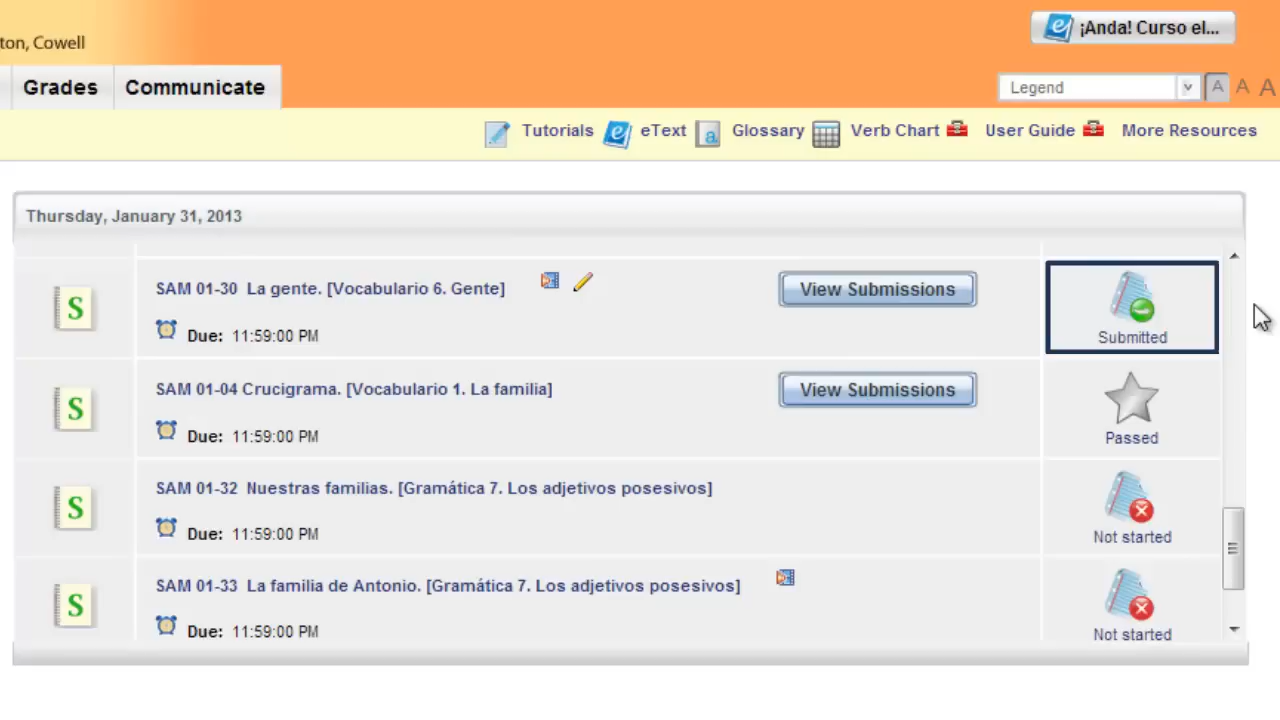 ¡Anda! Curso el...
ton, Cowell
Grades
Communicate
Legend
A A A
Tutorials
eText
Glossary
Verb Chart
User Guide
More Resources
Thursday, January 31, 2013
S
SAM 01-30 La gente. [Vocabulario 6. Gente]
View Submissions
Due: 11:59:00 PM
Submitted
S
SAM 01-04 Crucigrama. [Vocabulario 1. La familia]
View Submissions
Due: 11:59:00 PM
Passed
S
SAM 01-32 Nuestras familias. [Gramática 7. Los adjetivos posesivos]
Due: 11:59:00 PM
Not started
S
SAM 01-33 La familia de Antonio. [Gramática 7. Los adjetivos posesivos]
Due: 11:59:00 PM
Not started